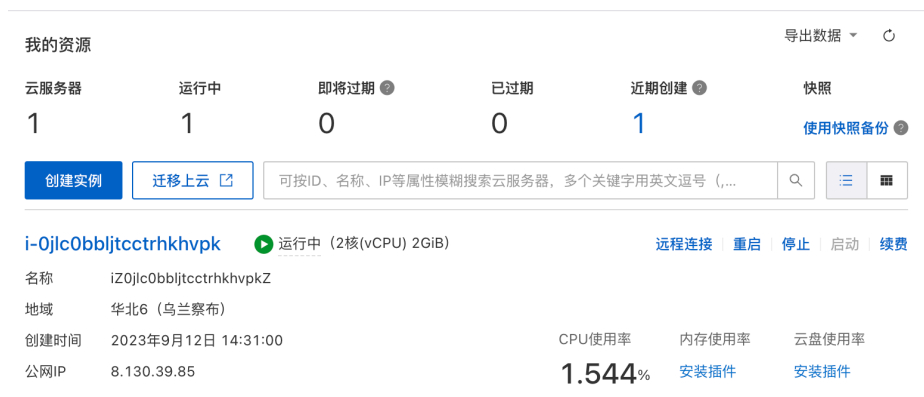 我的资源
导出数据
云服务器 运行中 即将过期 ? 已过期 近期创建 ? 快照
1 1 0 0 1 使用快照备份 ?
创建实例 迁移上云 可按ID、名称、IP等属性模糊搜索云服务器，多个关键字用英文逗号（,...
i-0jlc0bbljtcctrhkhvpk 运行中（2核(vCPU) 2GiB） 远程连接 重启 停止 启动 续费
名称 iZ0jlc0bbljtcctrhkhvpkZ
地域 华北6（乌兰察布）
创建时间 2023年9月12日 14:31:00 CPU使用率 内存使用率 云盘使用率
公网IP 8.130.39.85 1.544% 安装插件 安装插件